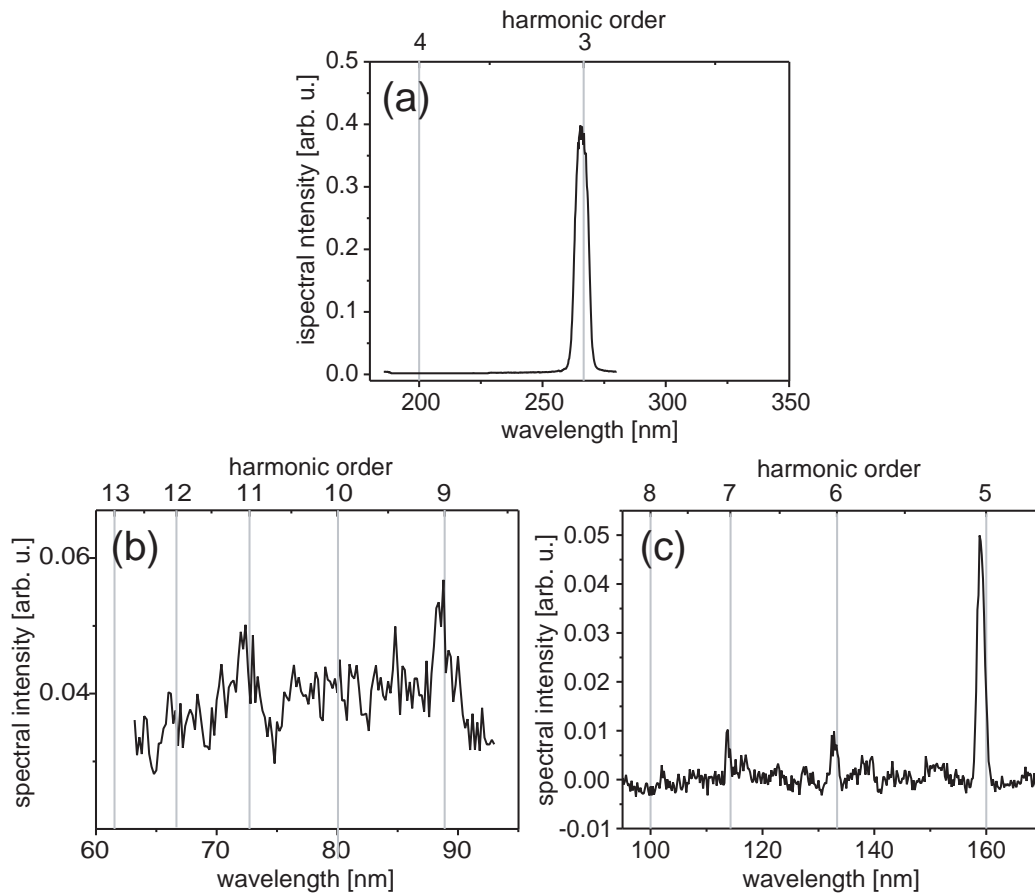 harmonic order
4 3
(a)
0.5
0.4
0.3
0.2
0.1
0.0
ispectral ntensity [arb. u.]
200 250 300 350
wavelength [nm]
harmonic order
13 12 11 10 9
(b)
0.06
0.04
spectral intensity [arb. u.]
60 70 80 90
wavelength [nm]
harmonic order
8 7 6 5
(c)
0.05
0.04
0.03
0.02
0.01
0.00
-0.01
spectral intensity [arb. u.]
100 120 140 160
wavelength [nm]